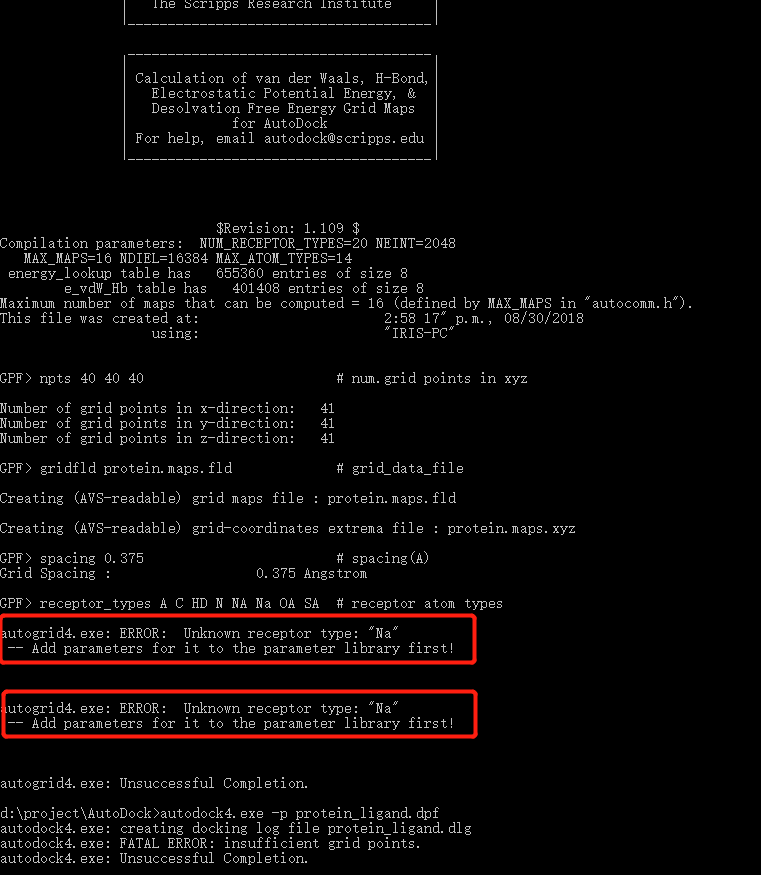 The Scripps Research Institute
|______________________________________|
______________________________________
Calculation of van der Waals, H-Bond,
Electrostatic Potential Energy, &
Desolvation Free Energy Grid Maps
for AutoDock
For help, email autodock@scripps.edu
|______________________________________|
$Revision: 1.109 $
Compilation parameters:  NUM_RECEPTOR_TYPES=20 NEINT=2048
MAX_MAPS=16 NDIEL=16384 MAX_ATOM_TYPES=14
energy_lookup table has   655360 entries of size 8
e_vdW_Hb table has   401408 entries of size 8
Maximum number of maps that can be computed = 16 (defined by MAX_MAPS in "autocomm.h").
This file was created at:                       2:58 17" p.m., 08/30/2018
using:                       "IRIS-PC"
GPF> npts 40 40 40                        # num.grid points in xyz
Number of grid points in x-direction:   41
Number of grid points in y-direction:   41
Number of grid points in z-direction:   41
GPF> gridfld protein.maps.fld             # grid_data_file
Creating (AVS-readable) grid maps file : protein.maps.fld
Creating (AVS-readable) grid-coordinates extrema file : protein.maps.xyz
GPF> spacing 0.375                        # spacing(A)
Grid Spacing :                  0.375 Angstrom
GPF> receptor_types A C HD N NA Na OA SA  # receptor atom types
autogrid4.exe: ERROR:  Unknown receptor type: "Na"
-- Add parameters for it to the parameter library first!
autogrid4.exe: ERROR:  Unknown receptor type: "Na"
-- Add parameters for it to the parameter library first!
autogrid4.exe: Unsuccessful Completion.
d:\project\AutoDock>autodock4.exe -p protein_ligand.dpf
autodock4.exe: creating docking log file protein_ligand.dlg
autodock4.exe: FATAL ERROR: insufficient grid points.
autodock4.exe: Unsuccessful Completion.